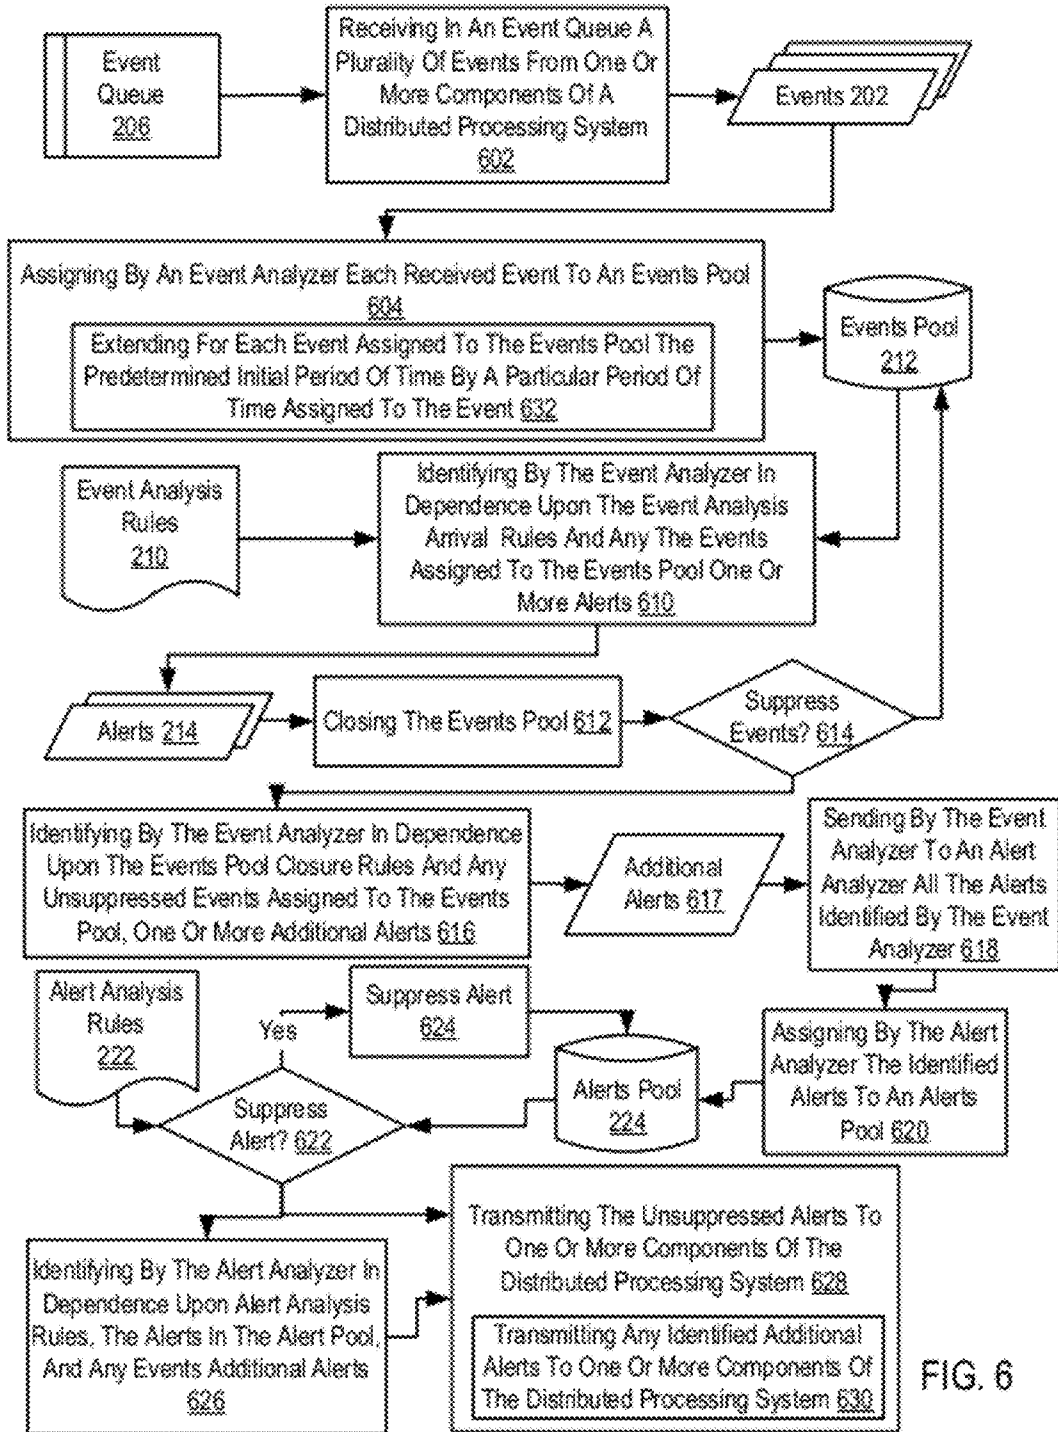 Event
Queue
206
Receiving In An Event Queue A
Plurality Of Events From One Or
More Components Of A
Distributed Processing System
602
Events 202
Assigning By An Event Analyzer Each Received Event To An Events Pool
604
Extending For Each Event Assigned To The Events Pool The
Predetermined Initial Period Of Time By A Particular Period Of
Time Assigned To The Event 632
Events Pool
212
Event Analysis
Rules
210
Identifying By The Event Analyzer In
Dependence Upon The Event Analysis
Arrival Rules And Any The Events
Assigned To The Events Pool One Or
More Alerts 610
Alerts 214
Closing The Events Pool 612
Suppress
Events? 614
Identifying By The Event Analyzer In Dependence
Upon The Events Pool Closure Rules And Any
Unsuppressed Events Assigned To The Events
Pool, One Or More Additional Alerts 616
Additional
Alerts 617
Sending By The Event
Analyzer To An Alert
Analyzer All The Alerts
Identified By The Event
Analyzer 618
Alert Analysis
Rules
222
Yes
Suppress Alert
624
Alerts Pool
224
Assigning By The Alert
Analyzer The Identified
Alerts To An Alerts
Pool 620
Suppress
Alert? 622
Identifying By The Alert Analyzer In
Dependence Upon Alert Analysis
Rules, The Alerts In The Alert Pool,
And Any Events Additional Alerts
626
Transmitting The Unsuppressed Alerts To
One Or More Components Of The
Distributed Processing System 628
Transmitting Any Identified Additional
Alerts To One Or More Components Of
The Distributed Processing System 630
FIG. 6